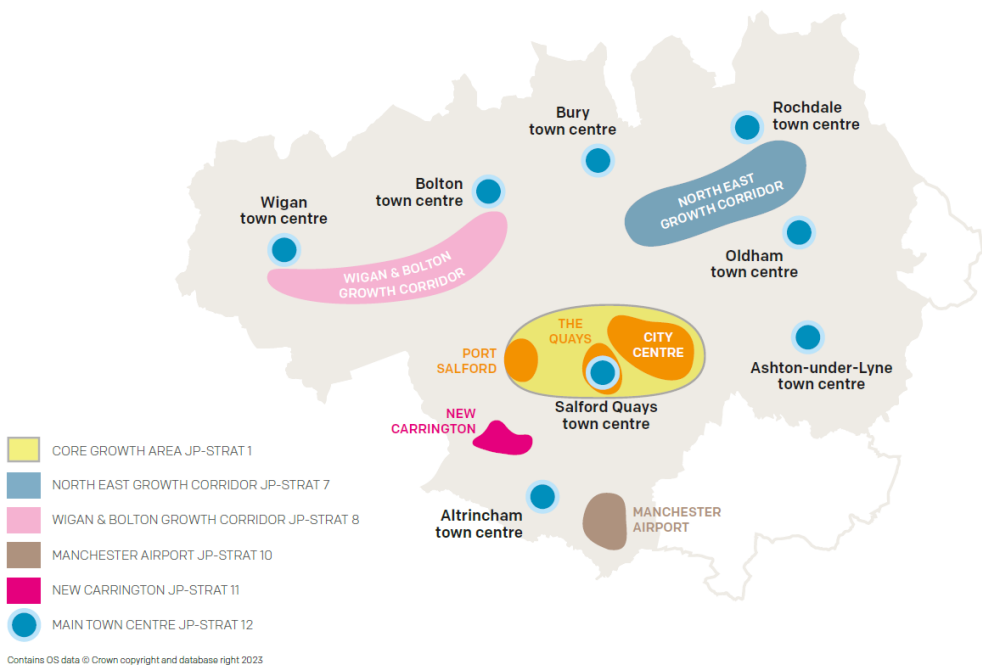 Bury
town centre
Rochdale
town centre
Bolton
town centre
Wigan
town centre
NORTH EAST
GROWTH CORRIDOR
Oldham
town centre
WIGAN & BOLTON
GROWTH CORRIDOR
THE
QUAYS
CITY
CENTRE
PORT
SALFORD
Ashton-under-Lyne
town centre
Salford Quays
town centre
NEW
CARRINGTON
Altrincham
town centre
MANCHESTER
AIRPORT
CORE GROWTH AREA JP-STRAT 1
NORTH EAST GROWTH CORRIDOR JP-STRAT 7
WIGAN & BOLTON GROWTH CORRIDOR JP-STRAT 8
MANCHESTER AIRPORT JP-STRAT 10
NEW CARRINGTON JP-STRAT 11
MAIN TOWN CENTRE JP-STRAT 12
Contains OS data © Crown copyright and database right 2023